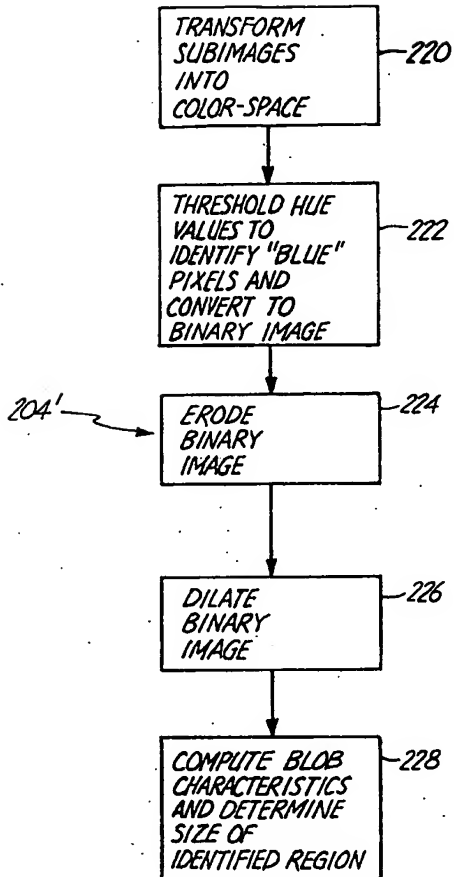 TRANSFORM
SUBIMAGES
INTO
COLOR-SPACE
220
THRESHOLD HUE
VALUES TO
IDENTIFY "BLUE"
PIXELS AND
CONVERT TO
BINARY IMAGE
222
204'
ERODE
BINARY
IMAGE
224
DILATE
BINARY
IMAGE
226
COMPUTE BLOB
CHARACTERISTICS
AND DETERMINE
SIZE OF
IDENTIFIED REGION
228